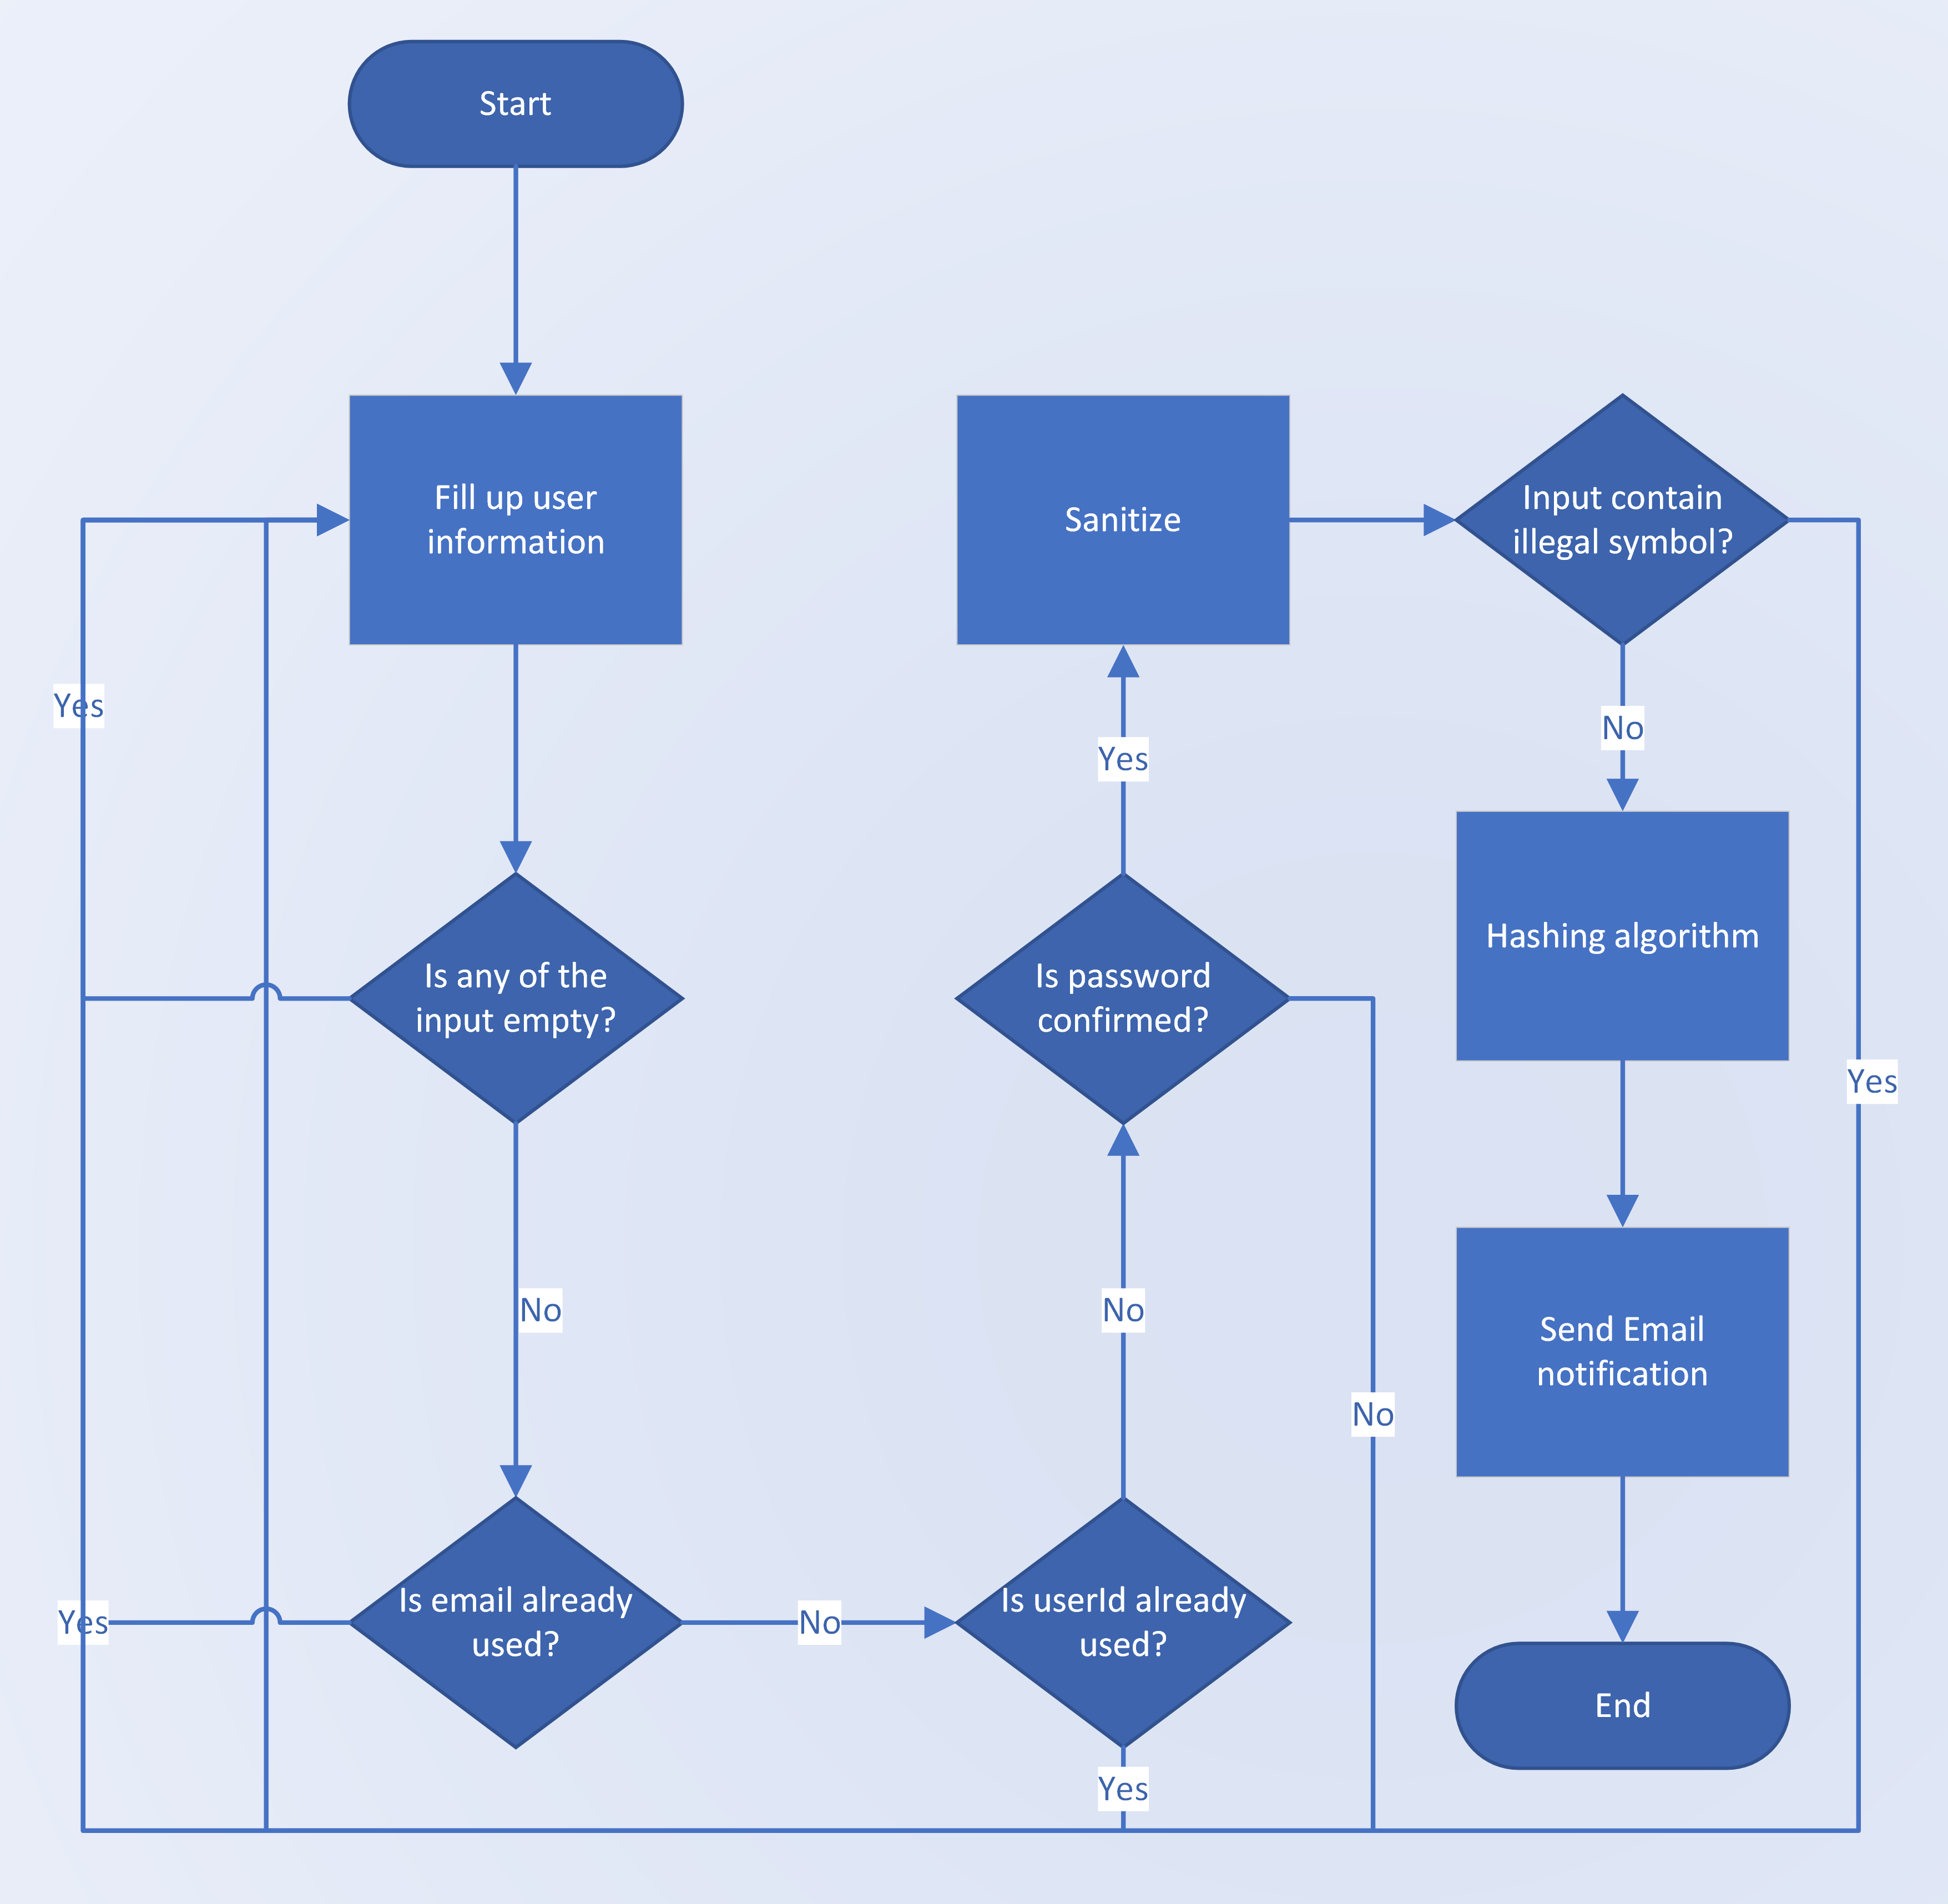 Start
Fill up user
information
Yes
Is any of the
input empty?
No
Is email already
used?
Yes
No
Is userId already
used?
Yes
No
Is password
confirmed?
No
Yes
Sanitize
Input contain
illegal symbol?
Yes
No
Hashing algorithm
Send Email
notification
End